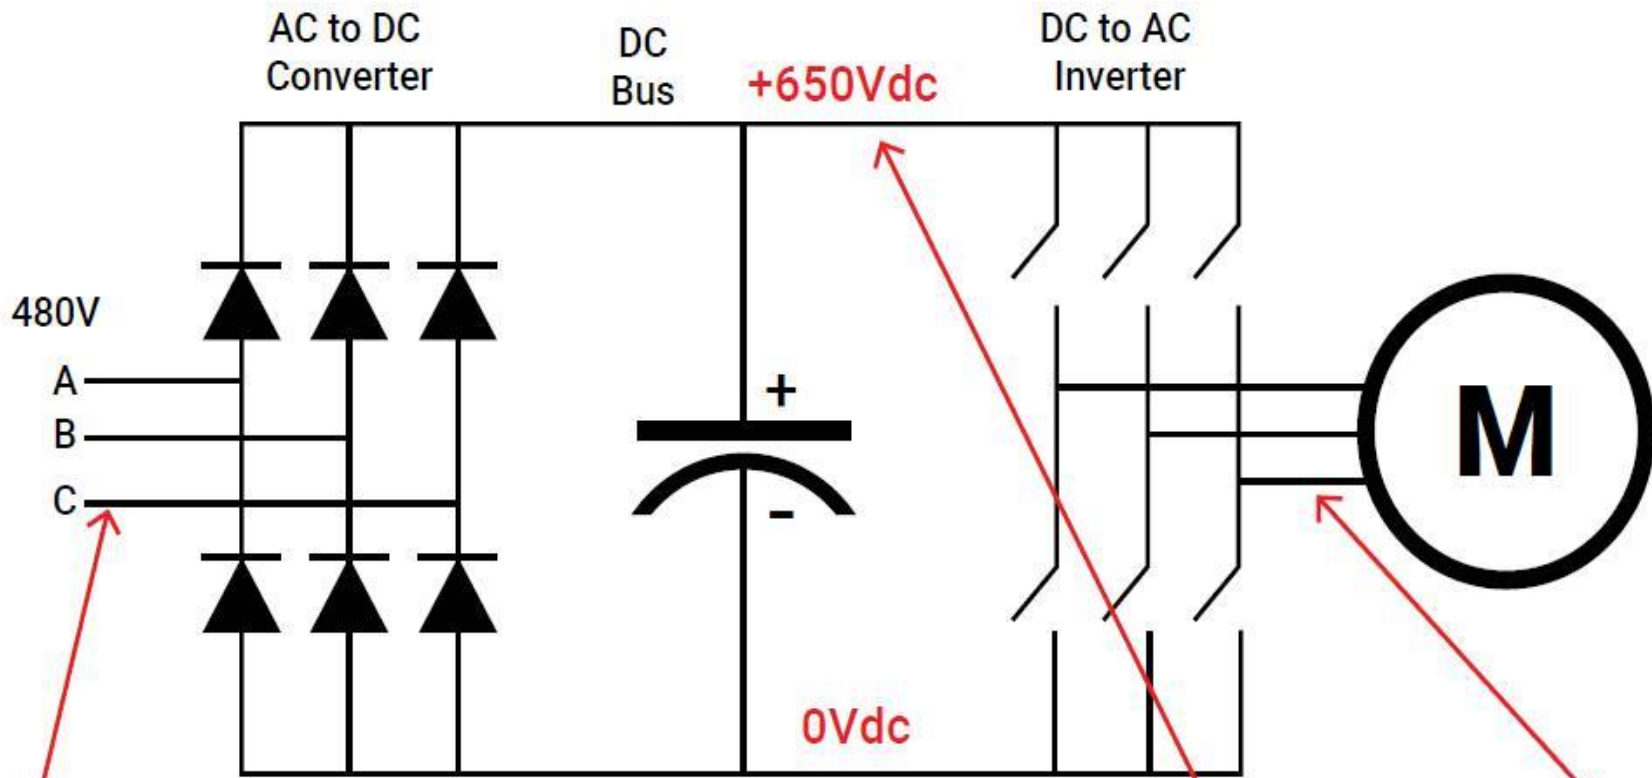 AC to DC
Converter
DC
Bus
+650Vdc
DC to AC
Inverter
480V
A
B
C
+
-
M
0Vdc